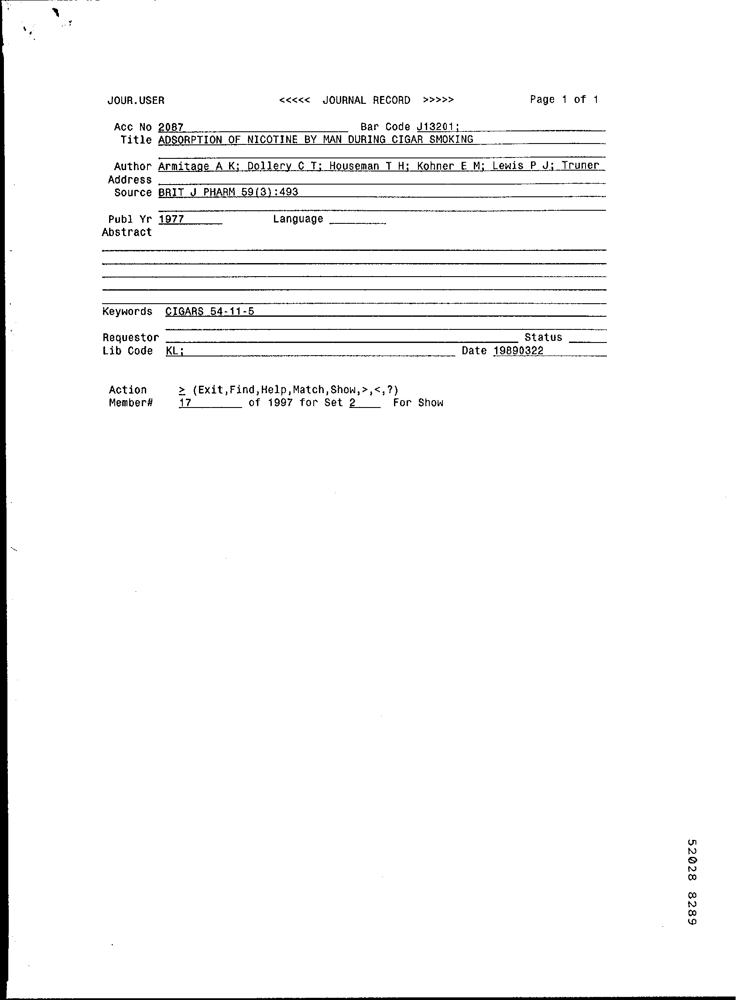 JOUR.USER <<<<< JOURNAL RECORD >>>>> Page 1 of 1
Acc No 2087 Bar Code J13201;
Title ADSORPTION OF NICOTINE BY MAN DURING CIGAR SMOKING
Author Armitage A K; Dollery C T; Houseman T H; Kohner E M; Lewis P J; Truner
Address
Source BRIT J PHARM 59(3):493
Publ Yr 1977 Language
Abstract
Keywords CIGARS 54-11-5
Requestor Status
Lib Code KL; Date 19890322
Action > (Exit,Find,Help,Match,Show,>,<,?)
Member# 17 of 1997 for Set 2 For Show
52028 8289